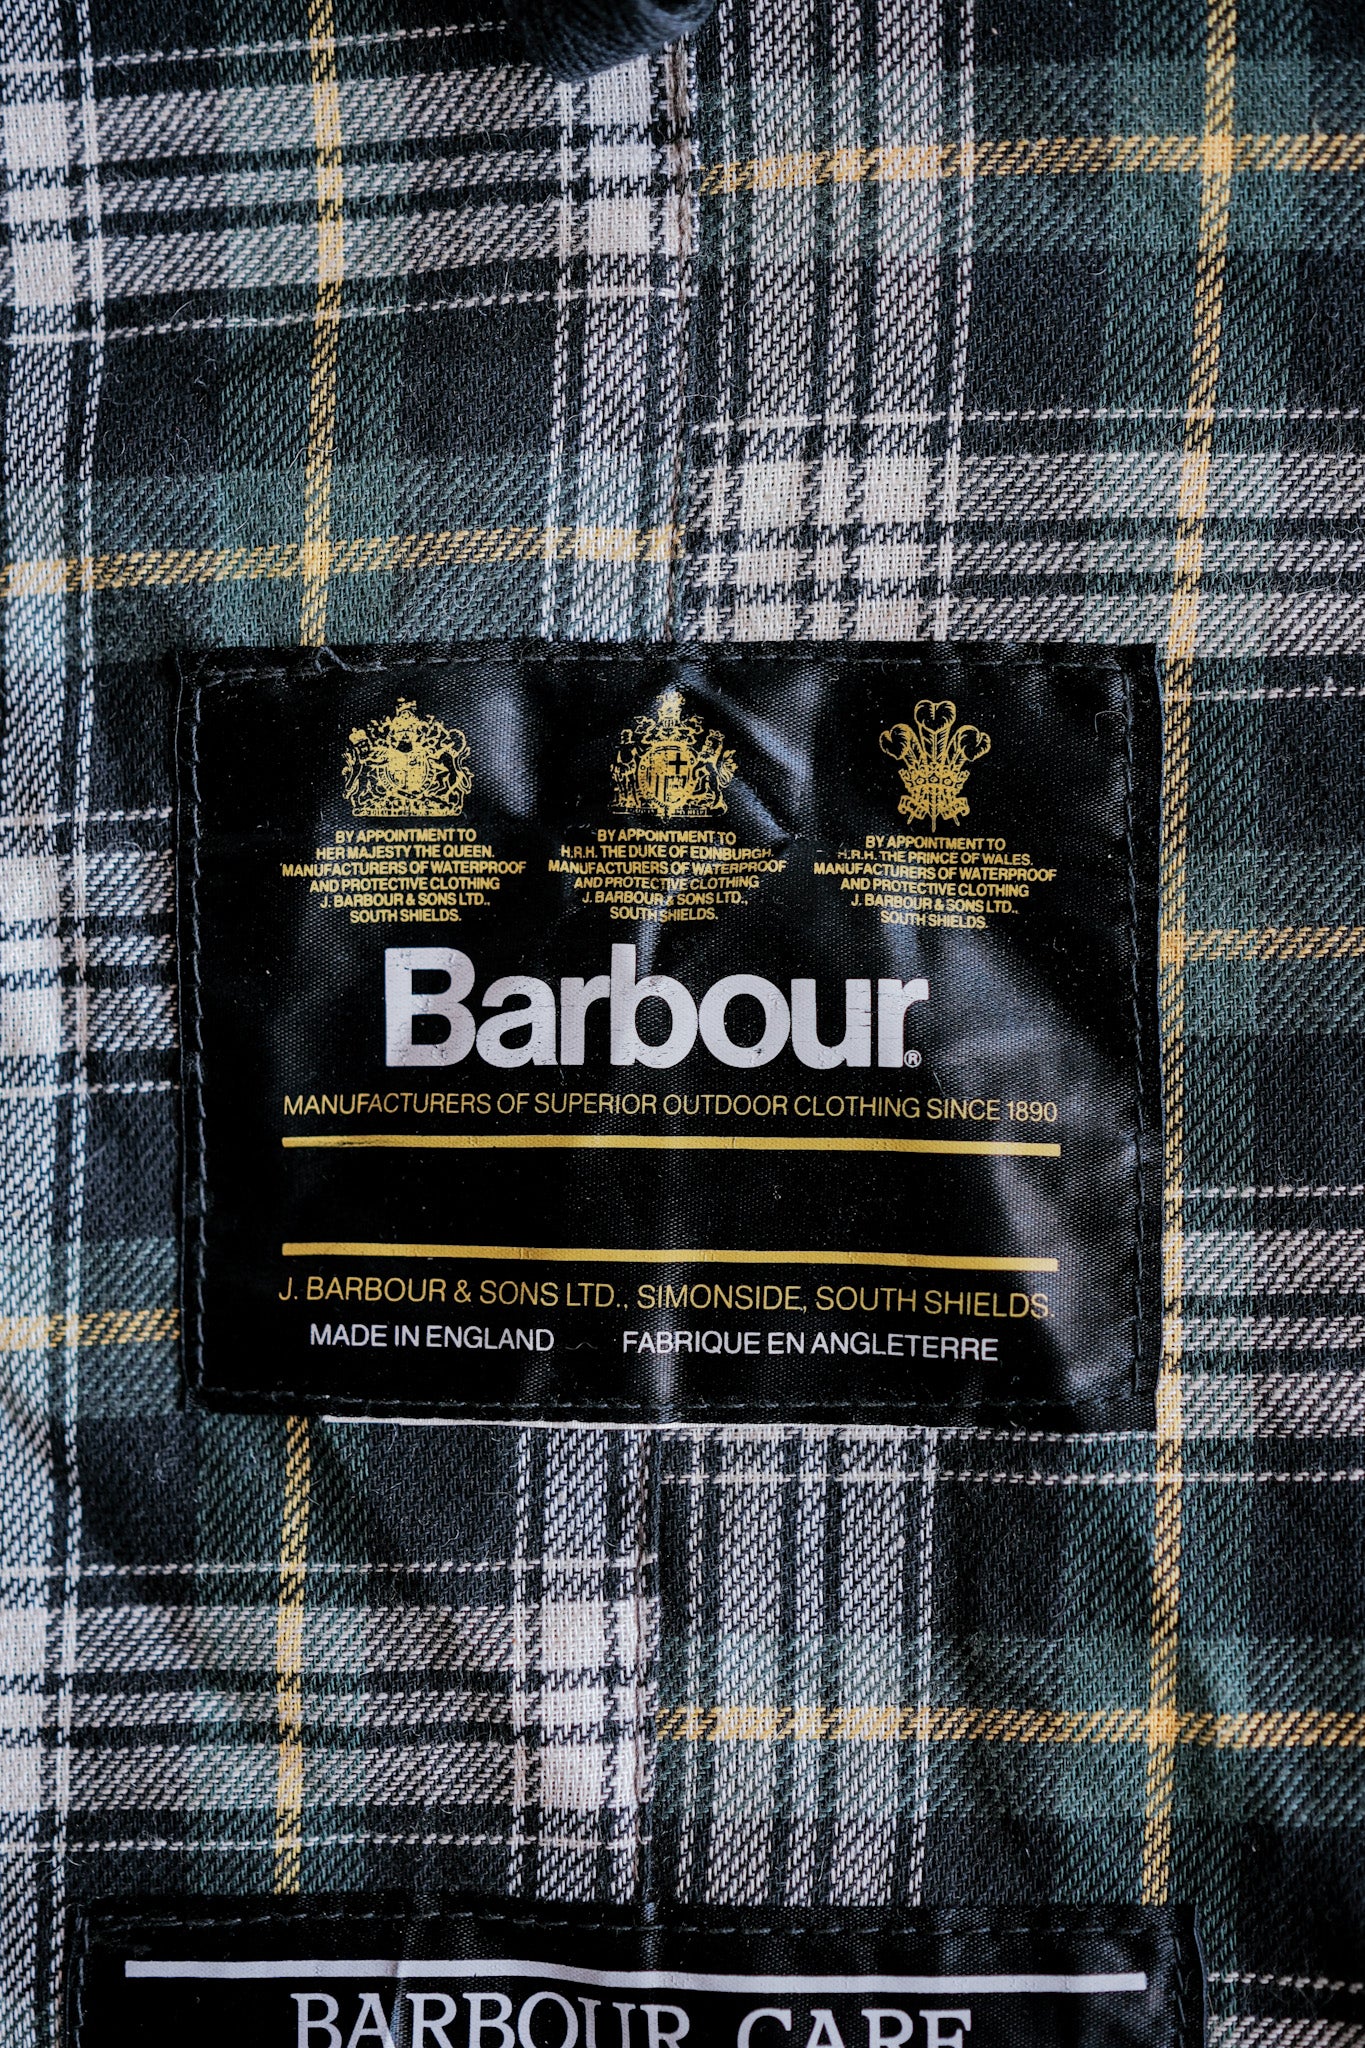 BY APPOINTMENT TO
HER MAJESTY THE QUEEN.
MANUFACTURERS OF WATERPROOF
AND PROTECTIVE CLOTHING
J. BARBOUR & SONS LTD.,
SOUTH SHIELDS.
BY APPOINTMENT TO
H.R.H. THE DUKE OF EDINBURGH.
MANUFACTURERS OF WATERPROOF
AND PROTECTIVE CLOTHING
J. BARBOUR & SONS LTD.,
SOUTH SHIELDS.
BY APPOINTMENT TO
H.R.H. THE PRINCE OF WALES.
MANUFACTURERS OF WATERPROOF
AND PROTECTIVE CLOTHING
J. BARBOUR & SONS LTD.,
SOUTH SHIELDS.
Barbour®
MANUFACTURERS OF SUPERIOR OUTDOOR CLOTHING SINCE 1890
J. BARBOUR & SONS LTD., SIMONSIDE, SOUTH SHIELDS.
MADE IN ENGLAND FABRIQUE EN ANGLETERRE
BARBOUR CARE